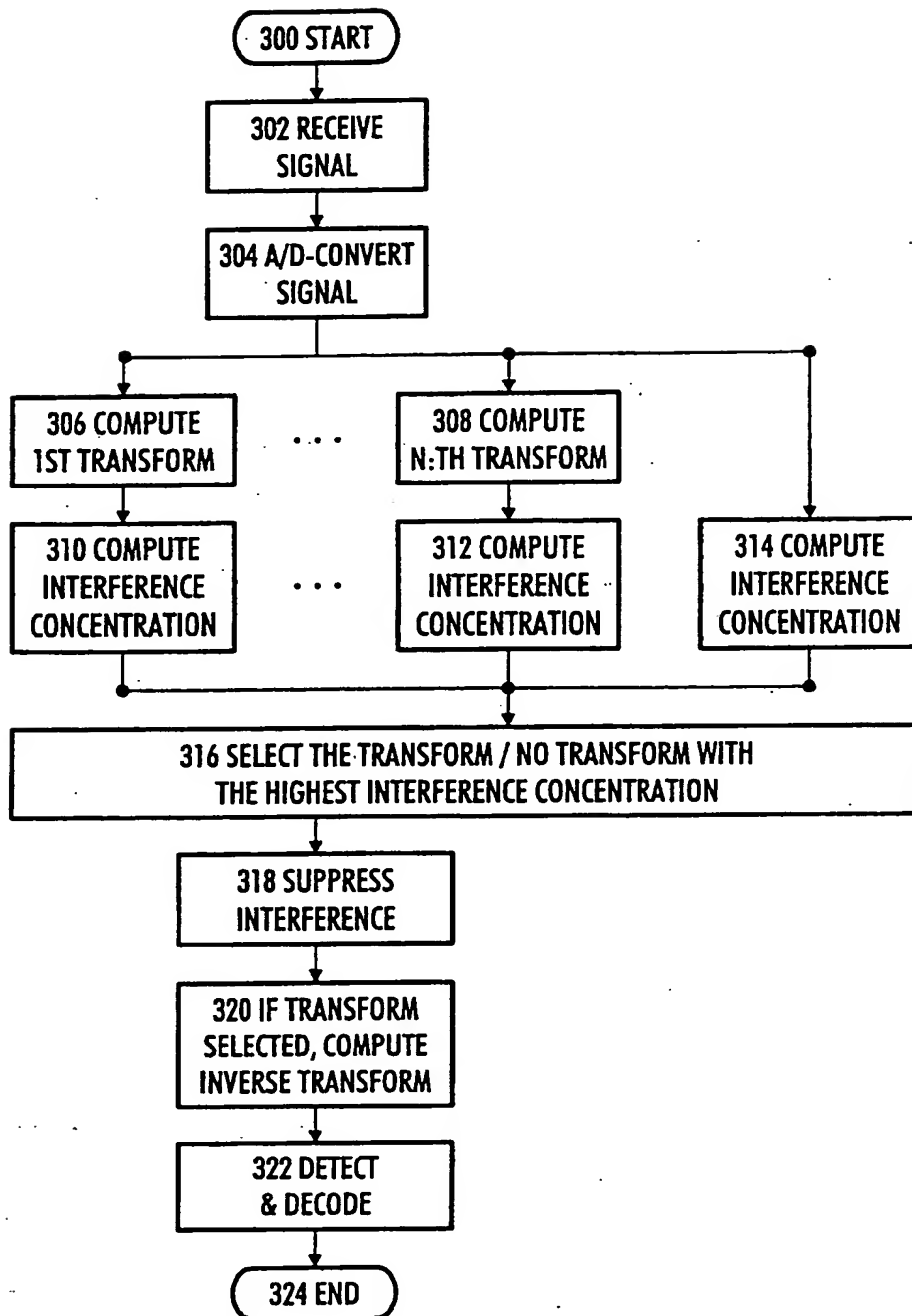 300 START
302 RECEIVE
SIGNAL
304 A/D-CONVERT
SIGNAL
306 COMPUTE
1ST TRANSFORM
. . .
308 COMPUTE
N:TH TRANSFORM
310 COMPUTE
INTERFERENCE
CONCENTRATION
. . .
312 COMPUTE
INTERFERENCE
CONCENTRATION
314 COMPUTE
INTERFERENCE
CONCENTRATION
316 SELECT THE TRANSFORM / NO TRANSFORM WITH
THE HIGHEST INTERFERENCE CONCENTRATION
318 SUPPRESS
INTERFERENCE
320 IF TRANSFORM
SELECTED, COMPUTE
INVERSE TRANSFORM
322 DETECT
& DECODE
324 END